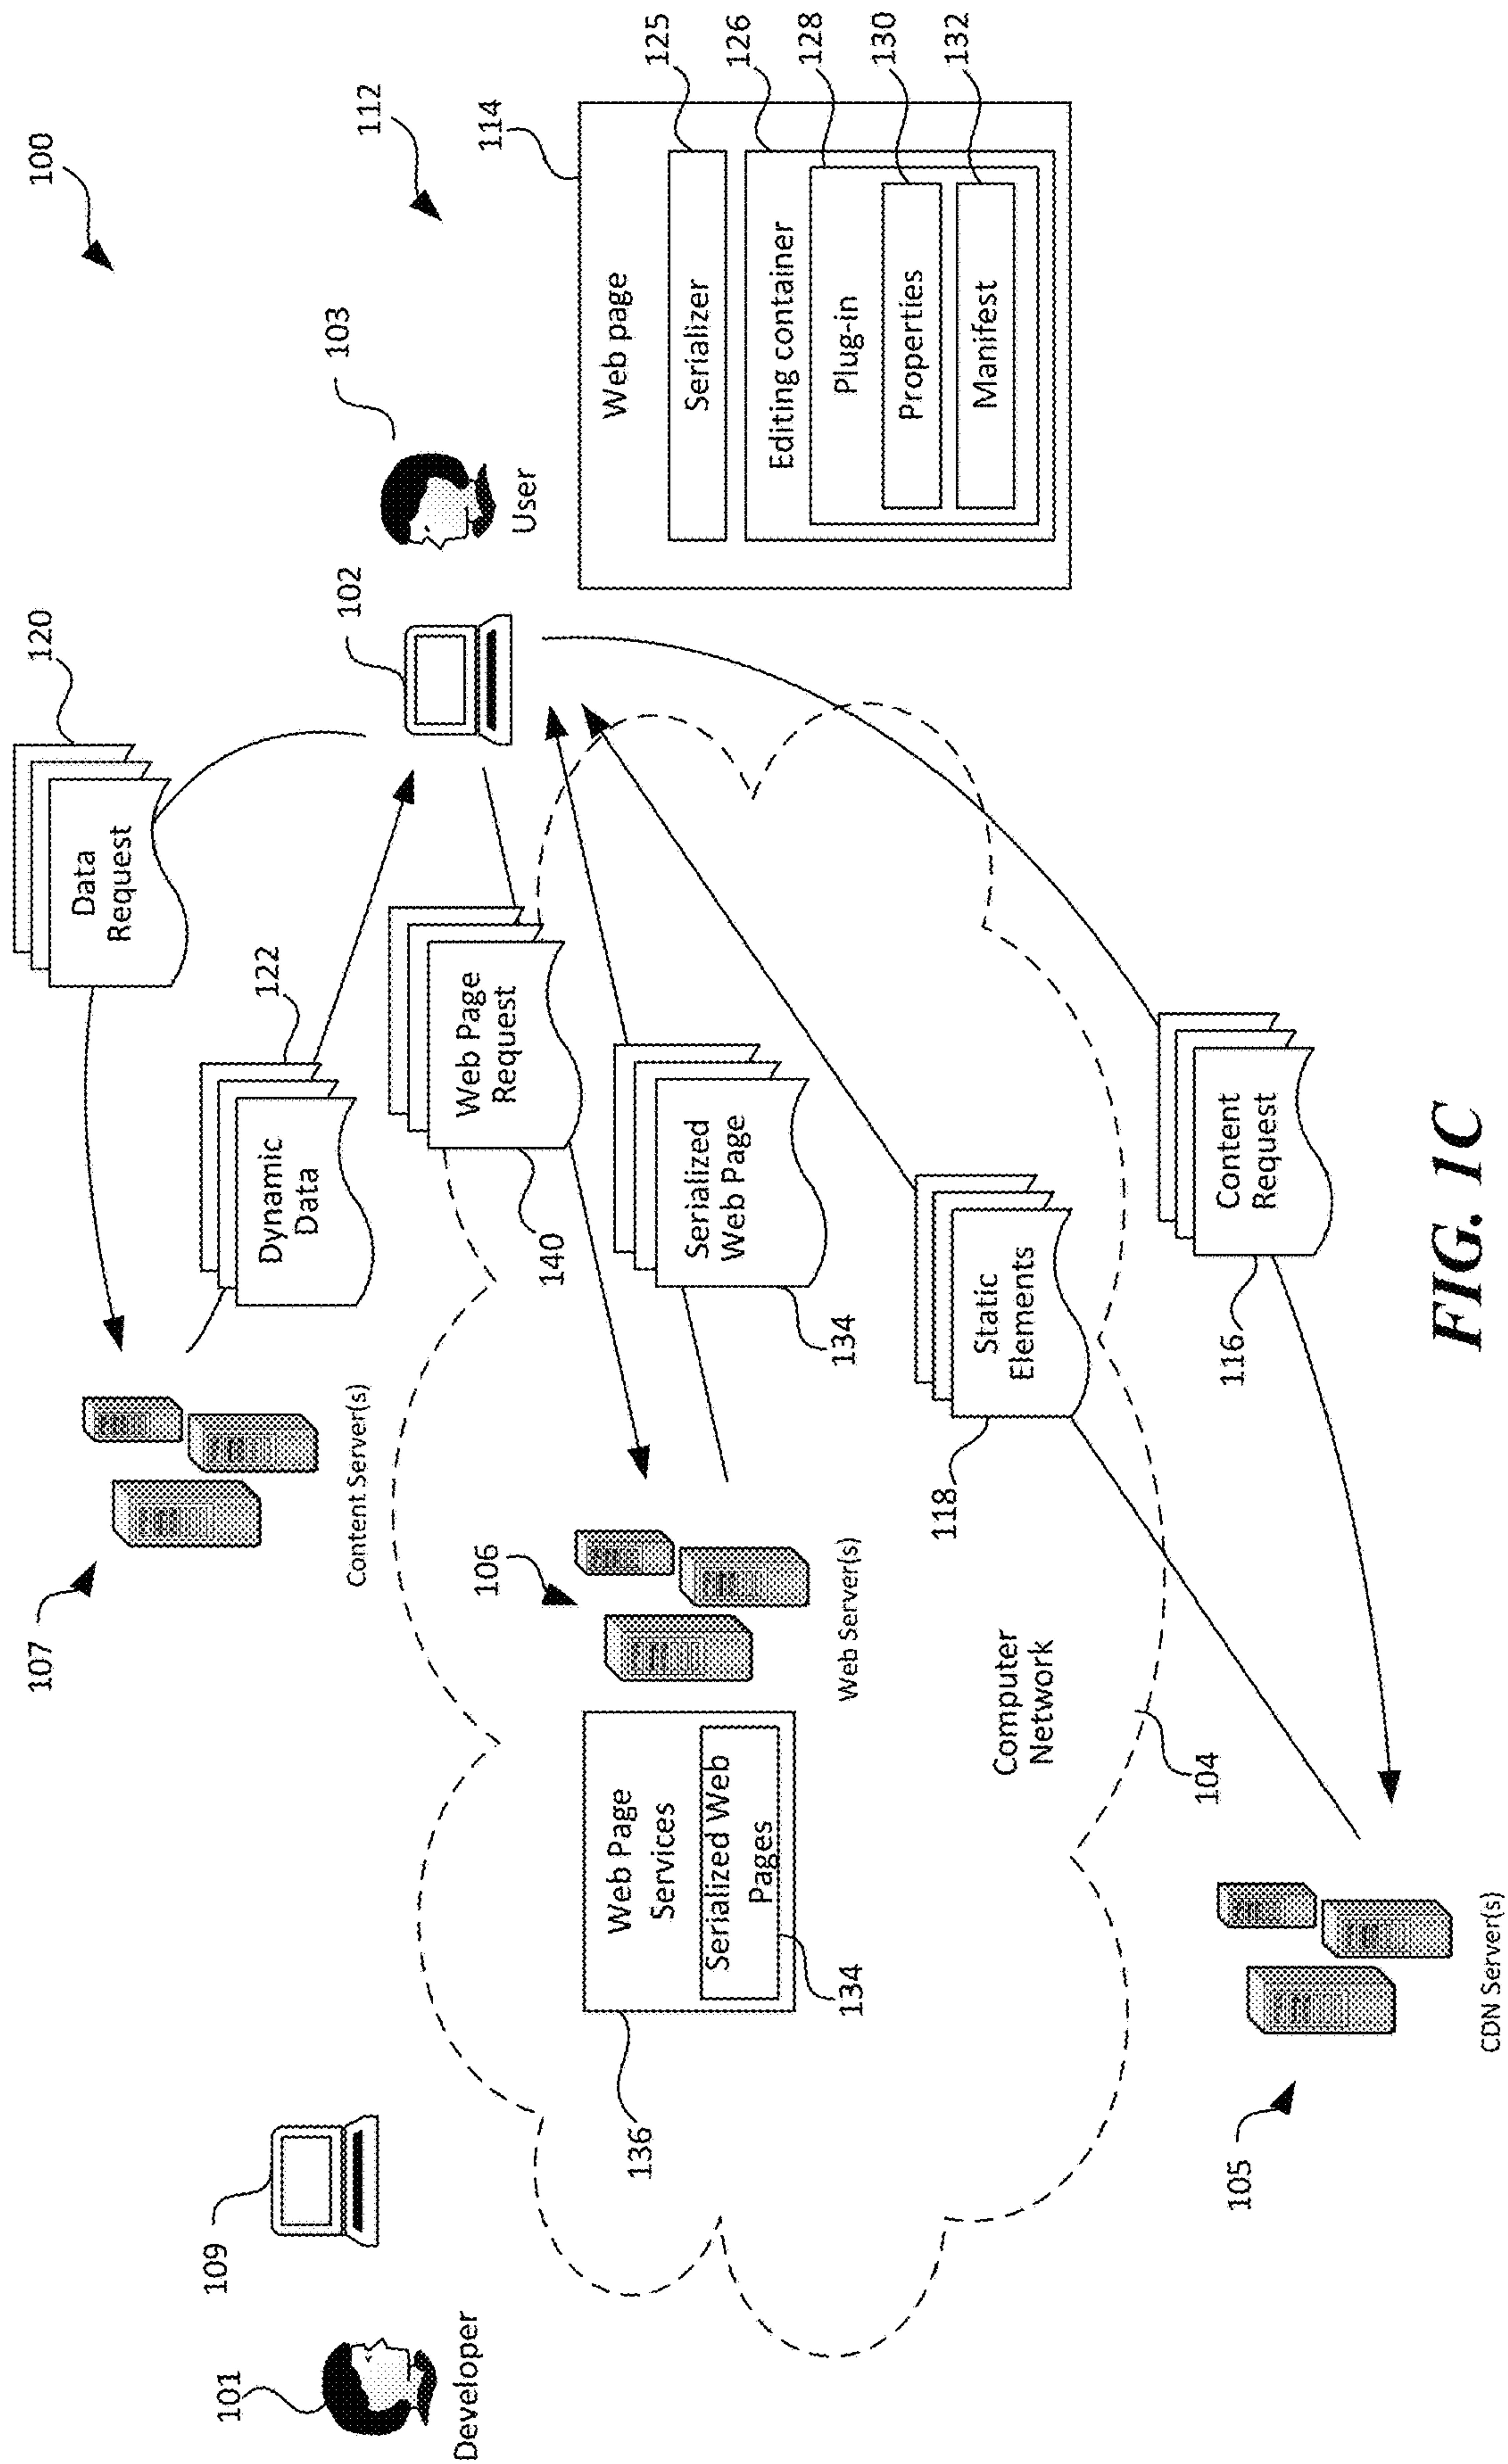 100
112
120
103
102
User
114
Web page
125
Serializer
126
Editing container
128
Plug-in
130
Properties
132
Manifest
Data
Request
122
Dynamic
Data
Web Page
Request
140
Serialized
Web Page
134
Static
Elements
118
Content
Request
116
107
Content Server(s)
106
Web Server(s)
Web Page
Services
Serialized Web
Pages
134
136
Computer
Network
104
105
CDN Server(s)
109
101
Developer
FIG. 1C